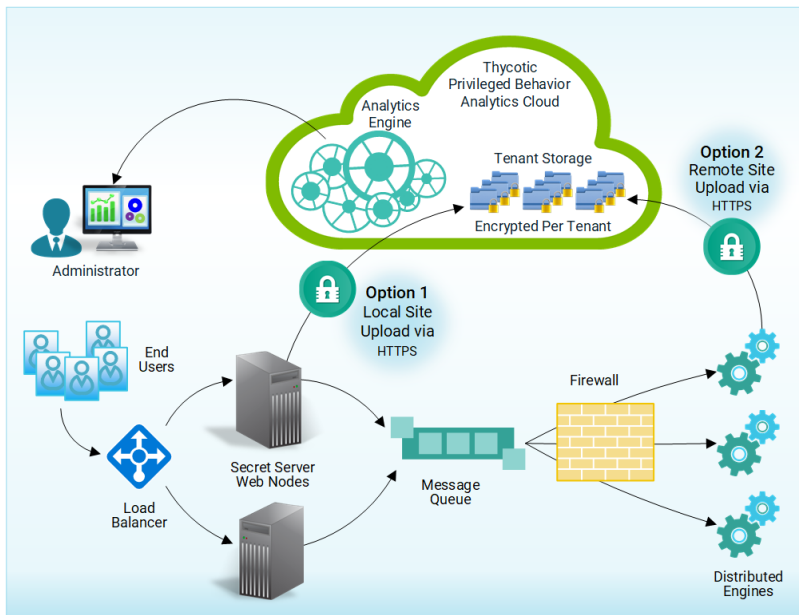 Thycotic
Privileged Behavior
Analytics Cloud
Analytics
Engine
Tenant Storage
Encrypted Per Tenant
Option 2
Remote Site
Upload via
HTTPS
Administrator
Option 1
Local Site
Upload via
HTTPS
End
Users
Firewall
Secret Server
Web Nodes
Message
Queue
Load
Balancer
Distributed
Engines